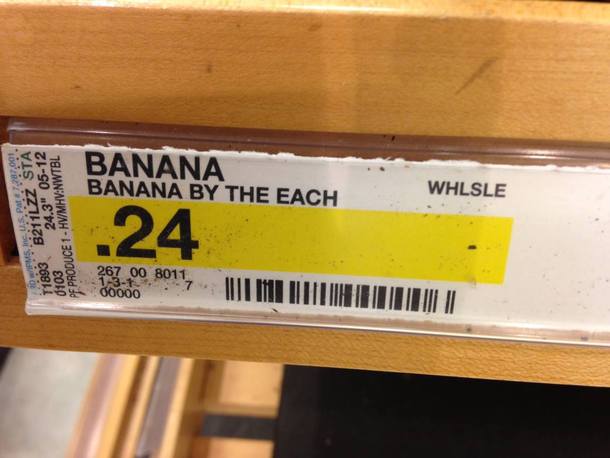 BANANA
BANANA BY THE EACH
WHLSLE
.24
267 00 8011
1-3-1 7
00000
T1893 B211LZZ STA
0103 24.3" 05-12
PF PRODUCE 1 - HV/MHV:NWTBL